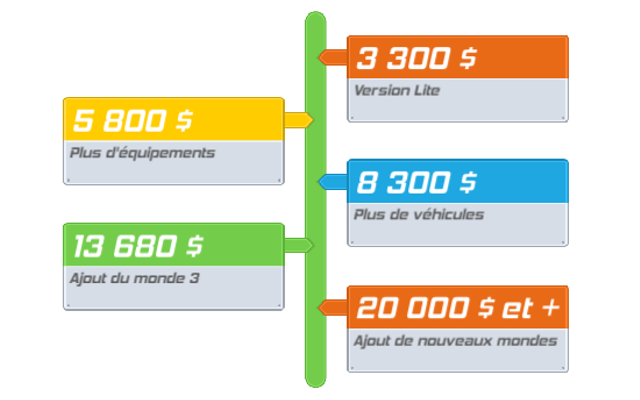 3 300 $
Version Lite
5 800 $
Plus d'équipements
8 300 $
Plus de véhicules
13 680 $
Ajout du monde 3
20 000 $ et +
Ajout de nouveaux mondes